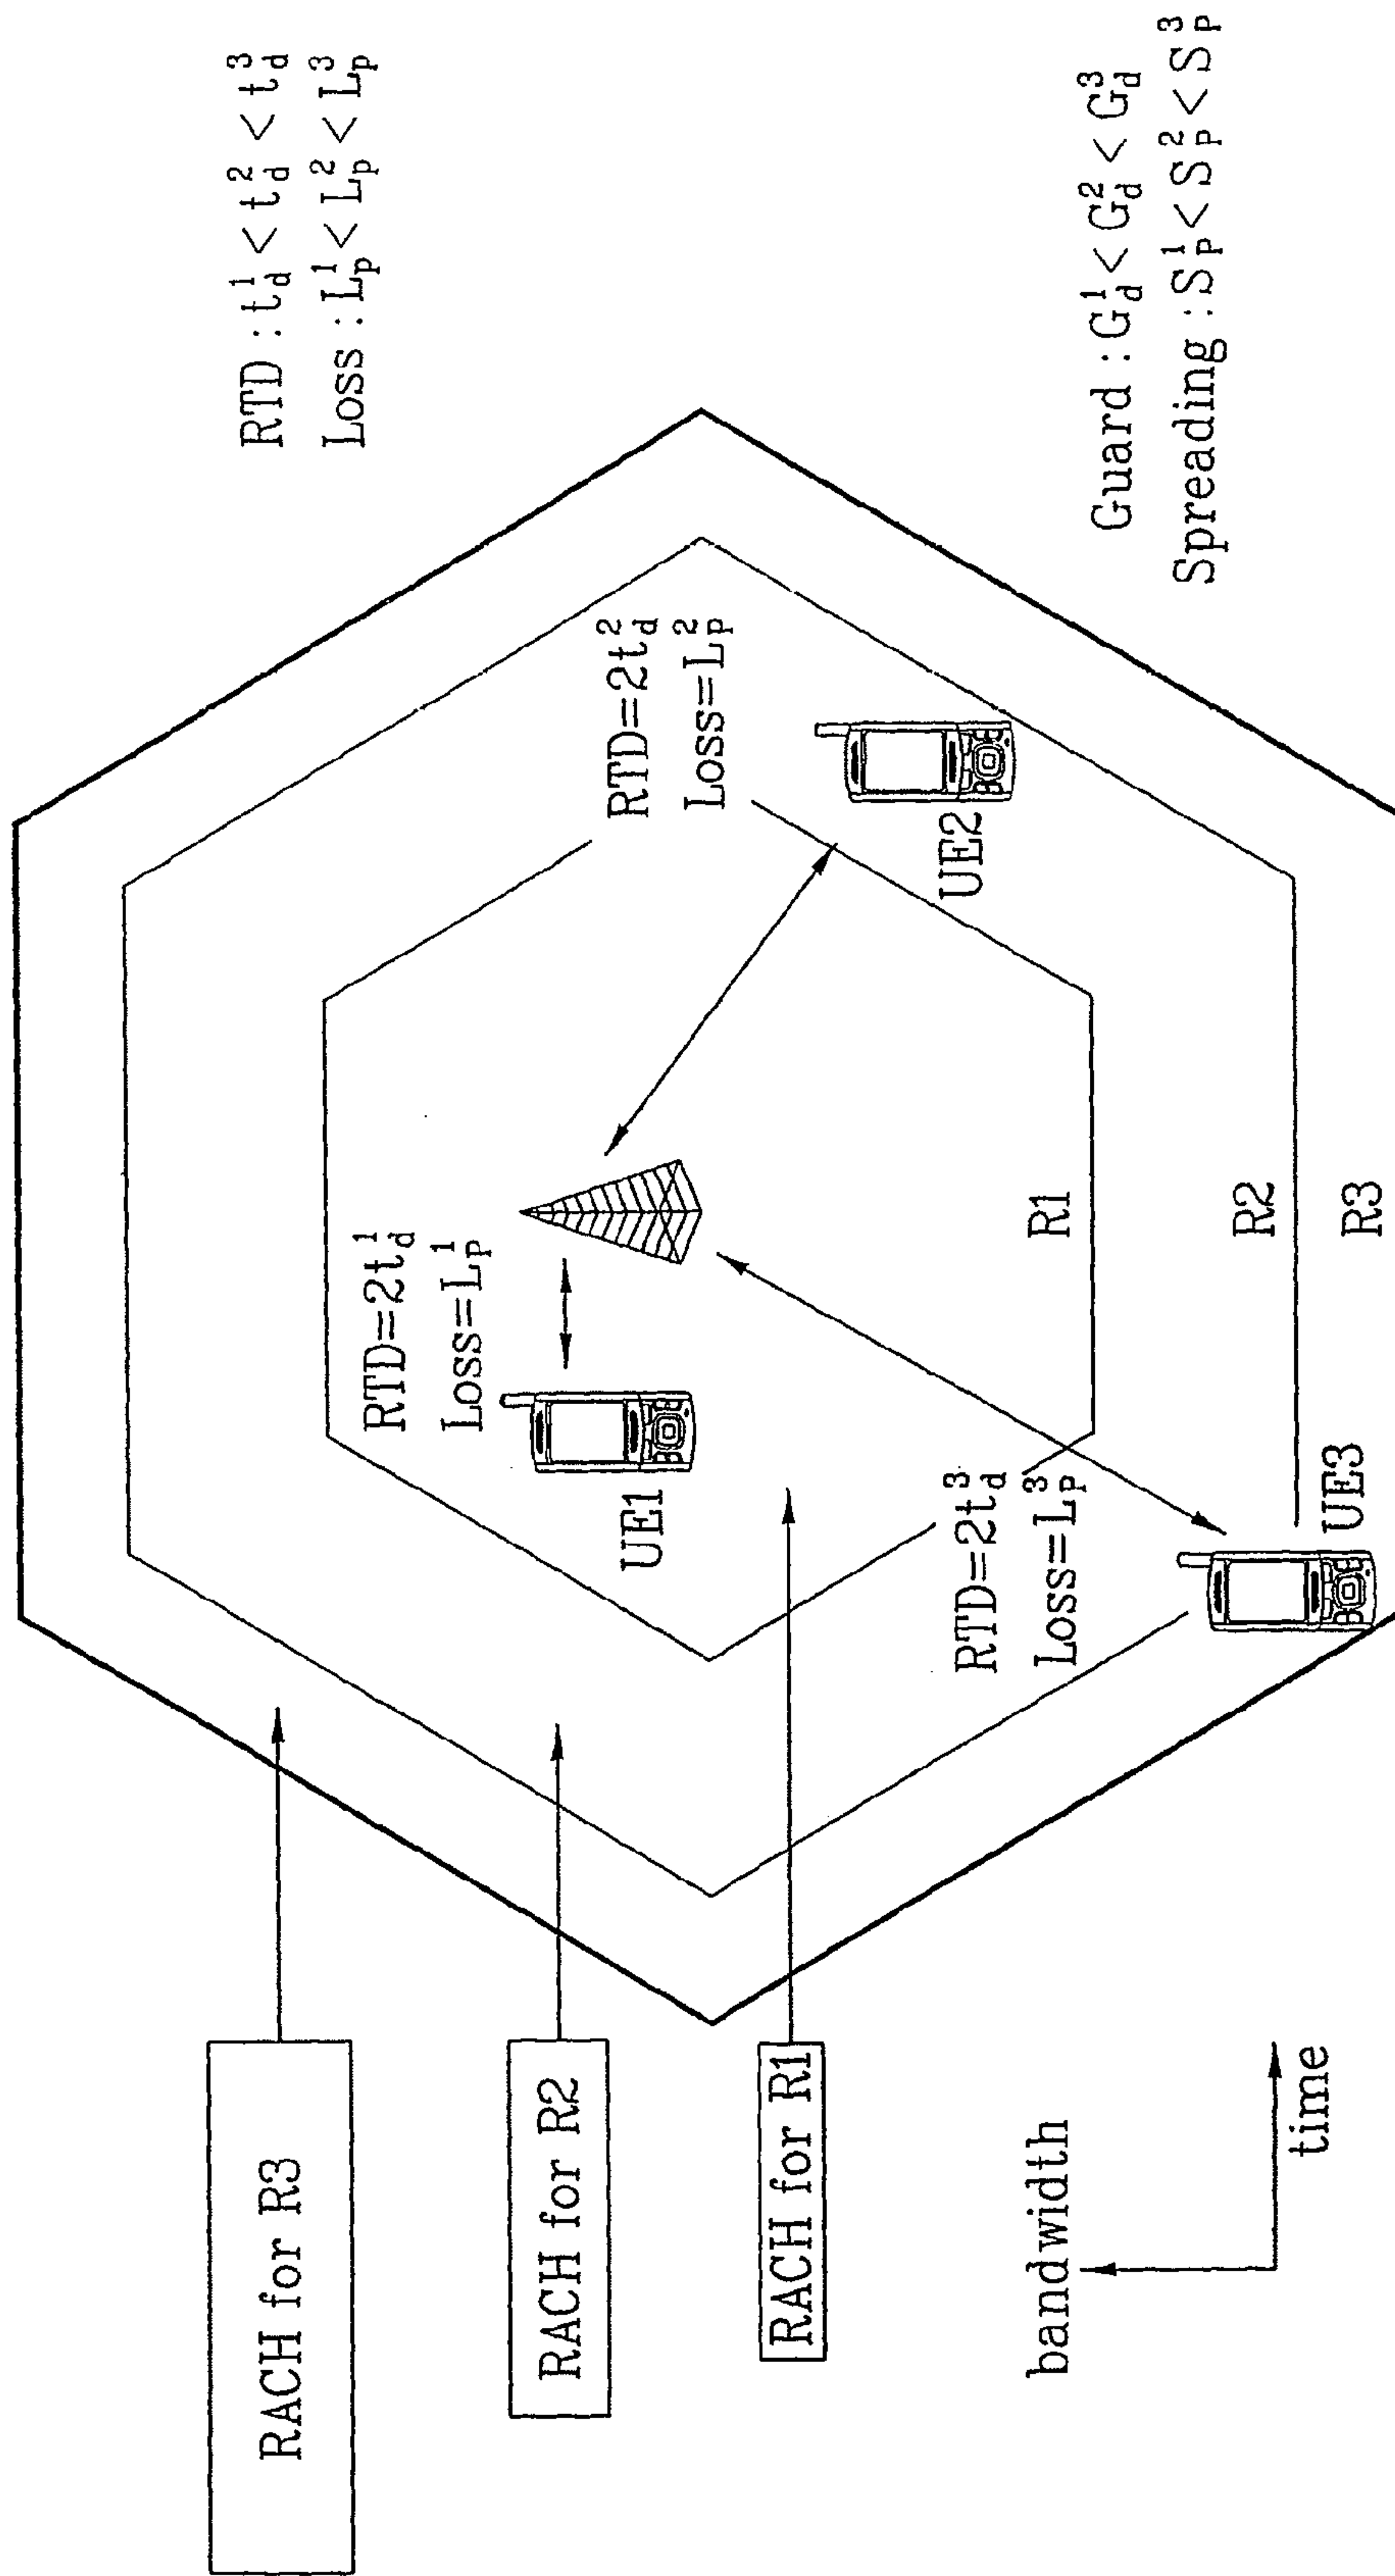 RACH for R3
RACH for R2
RACH for R1
bandwidth
time
RTD=2t_d^1
Loss=L_p^1
UE1
RTD=2t_d^2
Loss=L_p^2
UE2
RTD=2t_d^3
Loss=L_p^3
UE3
R1
R2
R3
RTD : t_d^1 < t_d^2 < t_d^3
Loss : L_p^1 < L_p^2 < L_p^3
Guard : G_d^1 < G_d^2 < G_d^3
Spreading : S_p^1 < S_p^2 < S_p^3